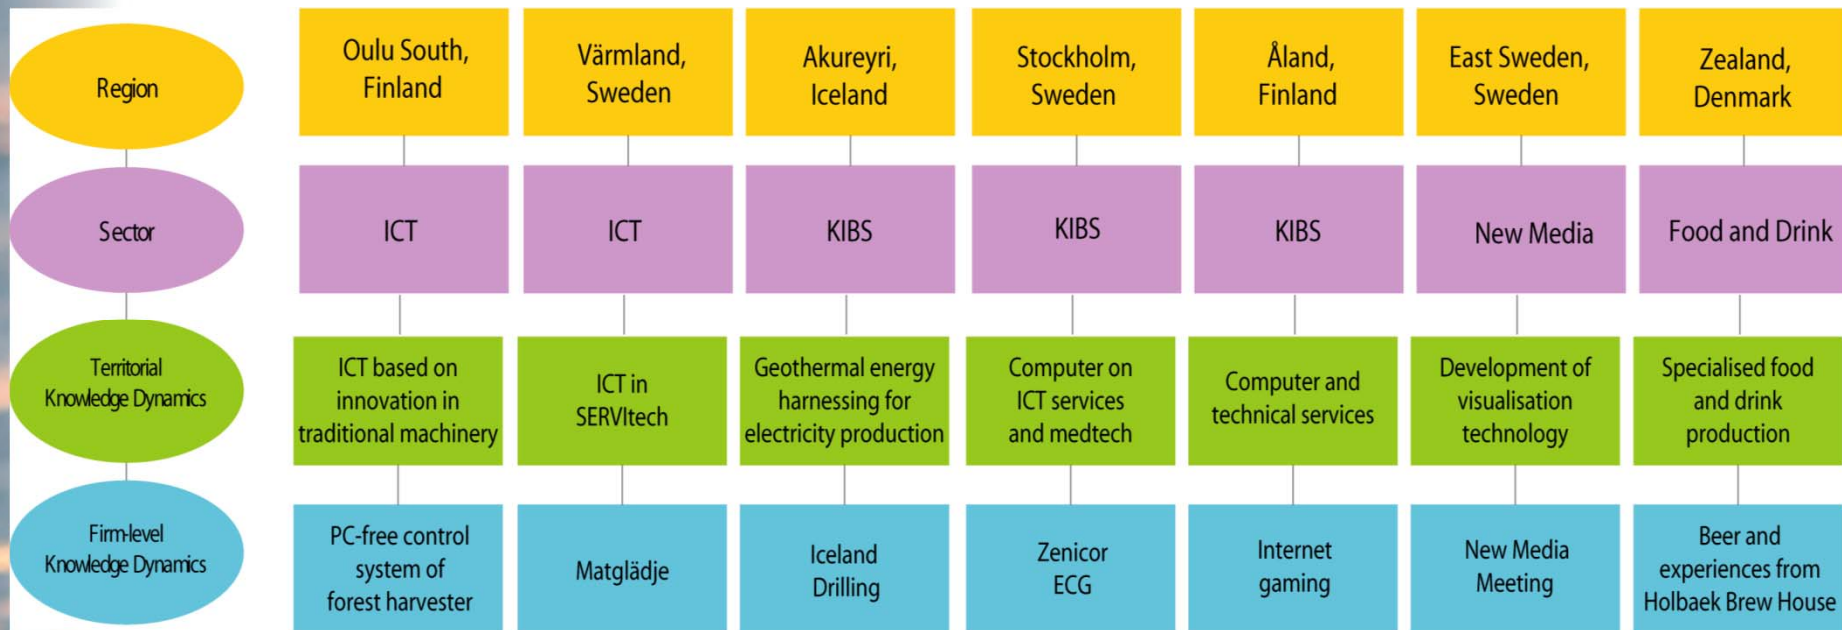 Region
Oulu South,
Finland
Värmland,
Sweden
Akureyri,
Iceland
Stockholm,
Sweden
Åland,
Finland
East Sweden,
Sweden
Zealand,
Denmark
Sector
ICT
ICT
KIBS
KIBS
KIBS
New Media
Food and Drink
Territorial
Knowledge Dynamics
ICT based on
innovation in
traditional machinery
ICT in
SERVItech
Geothermal energy
harnessing for
electricity production
Computer on
ICT services
and medtech
Computer and
technical services
Development of
visualisation
technology
Specialised food
and drink
production
Firm-level
Knowledge Dynamics
PC-free control
system of
forest harvester
Matglädje
Iceland
Drilling
Zenicor
ECG
Internet
gaming
New Media
Meeting
Beer and
experiences from
Holbaek Brew House